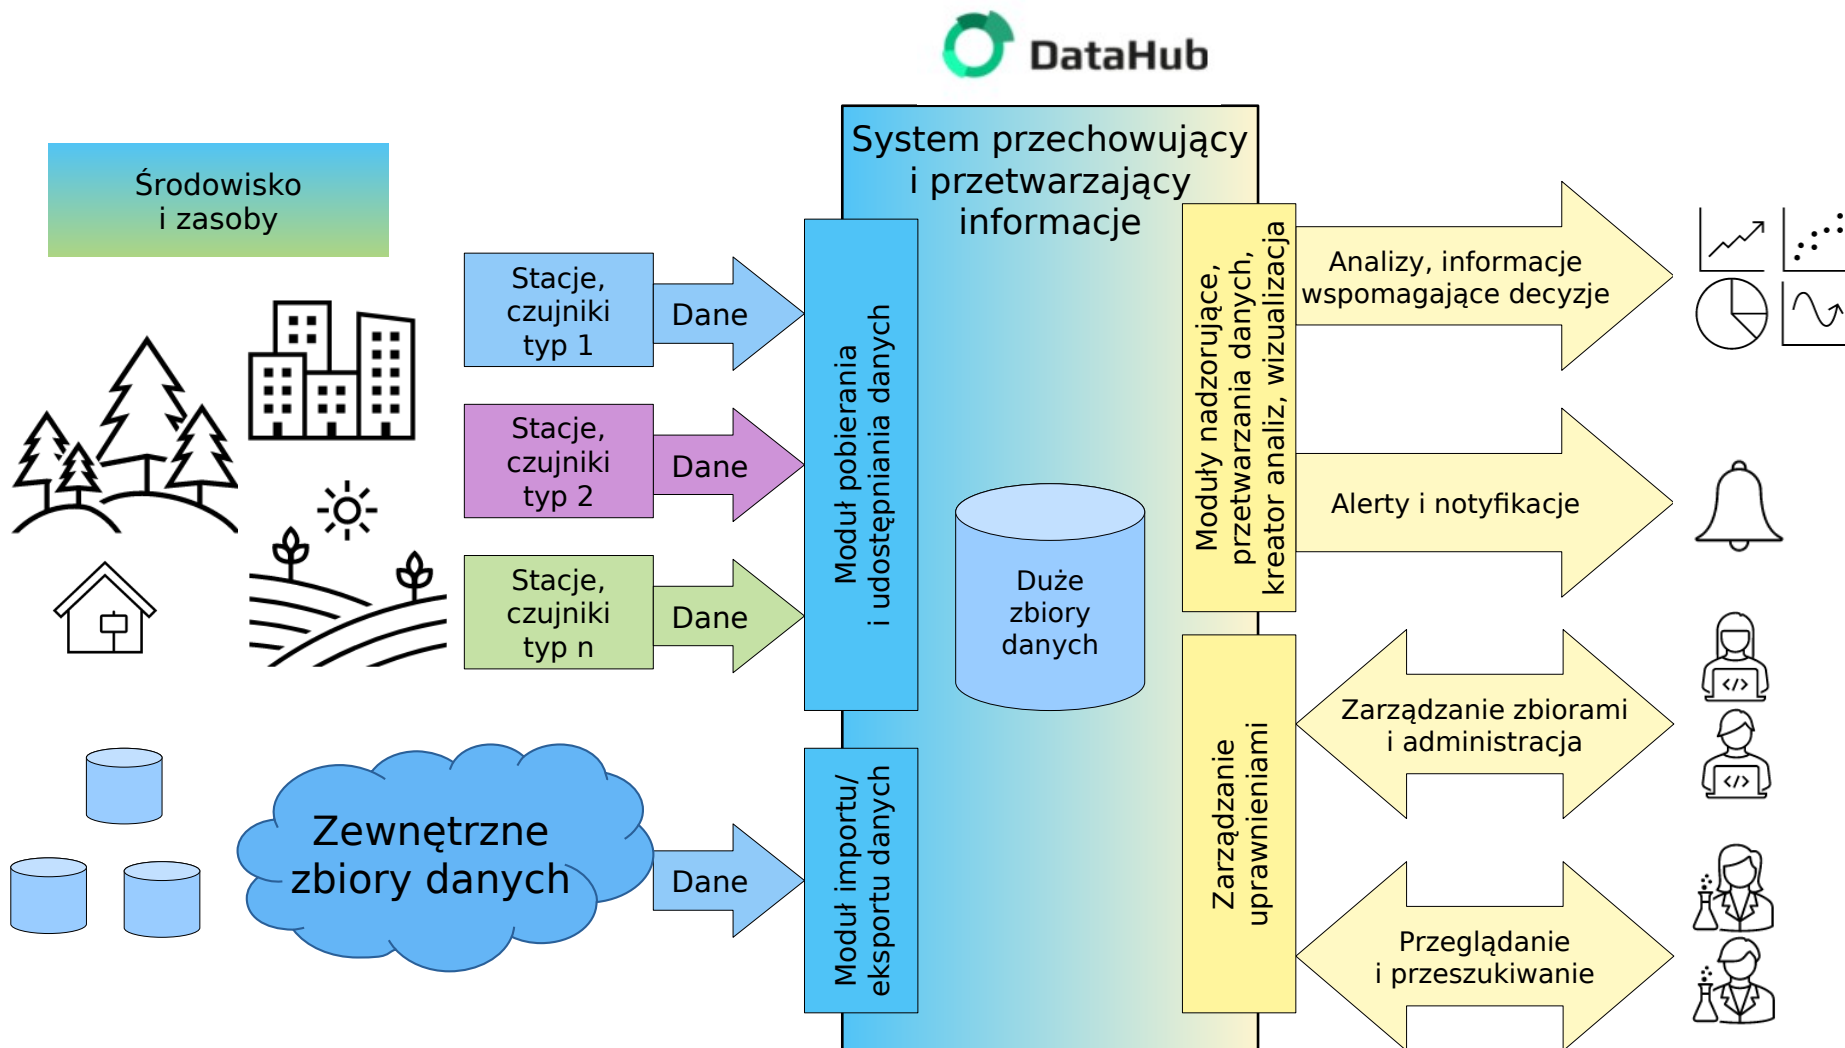 DataHub
System przechowujący
i przetwarzający
informacje
Środowisko
i zasoby
Stacje,
czujniki
typ 1
Dane
Stacje,
czujniki
typ 2
Dane
Stacje,
czujniki
typ n
Dane
Zewnętrzne
zbiory danych
Dane
Moduł pobierania
i udostępniania danych
Moduł importu/
eksportu danych
Duże
zbiory
danych
Moduły nadzorujące,
przetwarzania danych,
kreator analiz, wizualizacja
Zarządzanie
uprawnieniami
Analizy, informacje
wspomagające decyzje
Alerty i notyfikacje
Zarządzanie zbiorami
i administracja
</>
</>
Przeglądanie
i przeszukiwanie